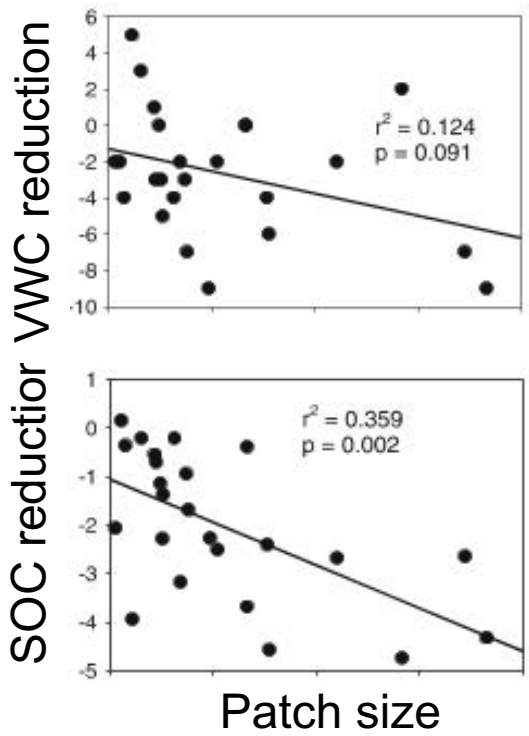 VWC reduction
6
4
2
0
-2
-4
-6
-8
-10
r² = 0.124
p = 0.091
SOC reductior
1
0
-1
-2
-3
-4
-5
r² = 0.359
p = 0.002
Patch size